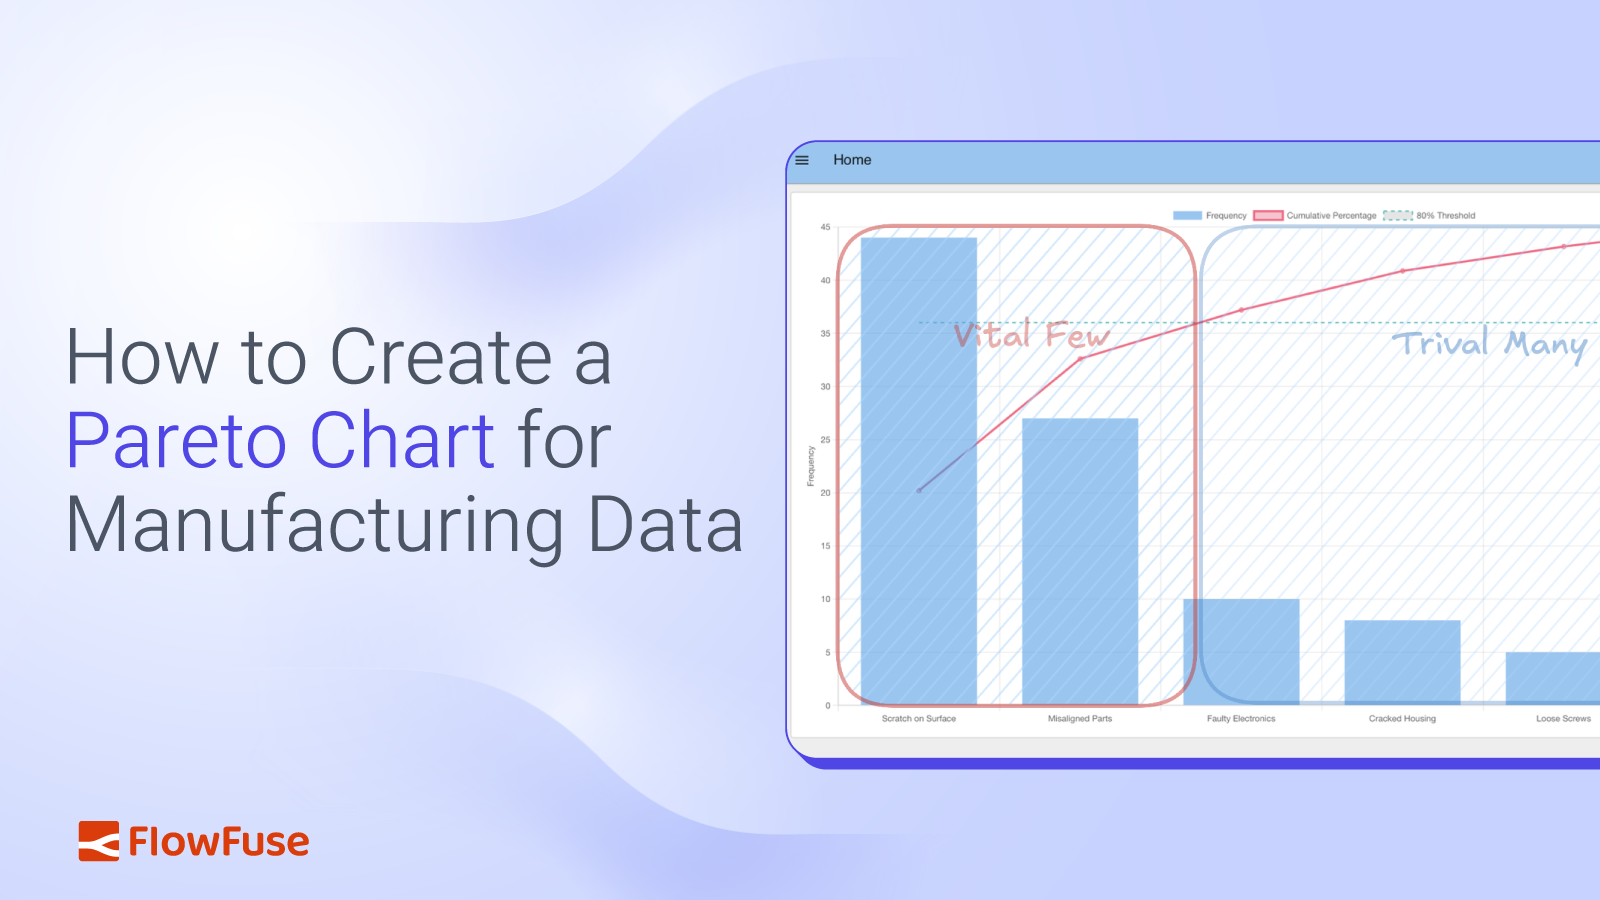 How to Create a
Pareto Chart for
Manufacturing Data
FlowFuse
Home
Frequency Cumulative Percentage 80% Threshold
45
40
35
30
25
20
15
10
5
0
Frequency
Vital Few
Trival Many
Scratch on Surface Misaligned Parts Faulty Electronics Cracked Housing Loose Screws